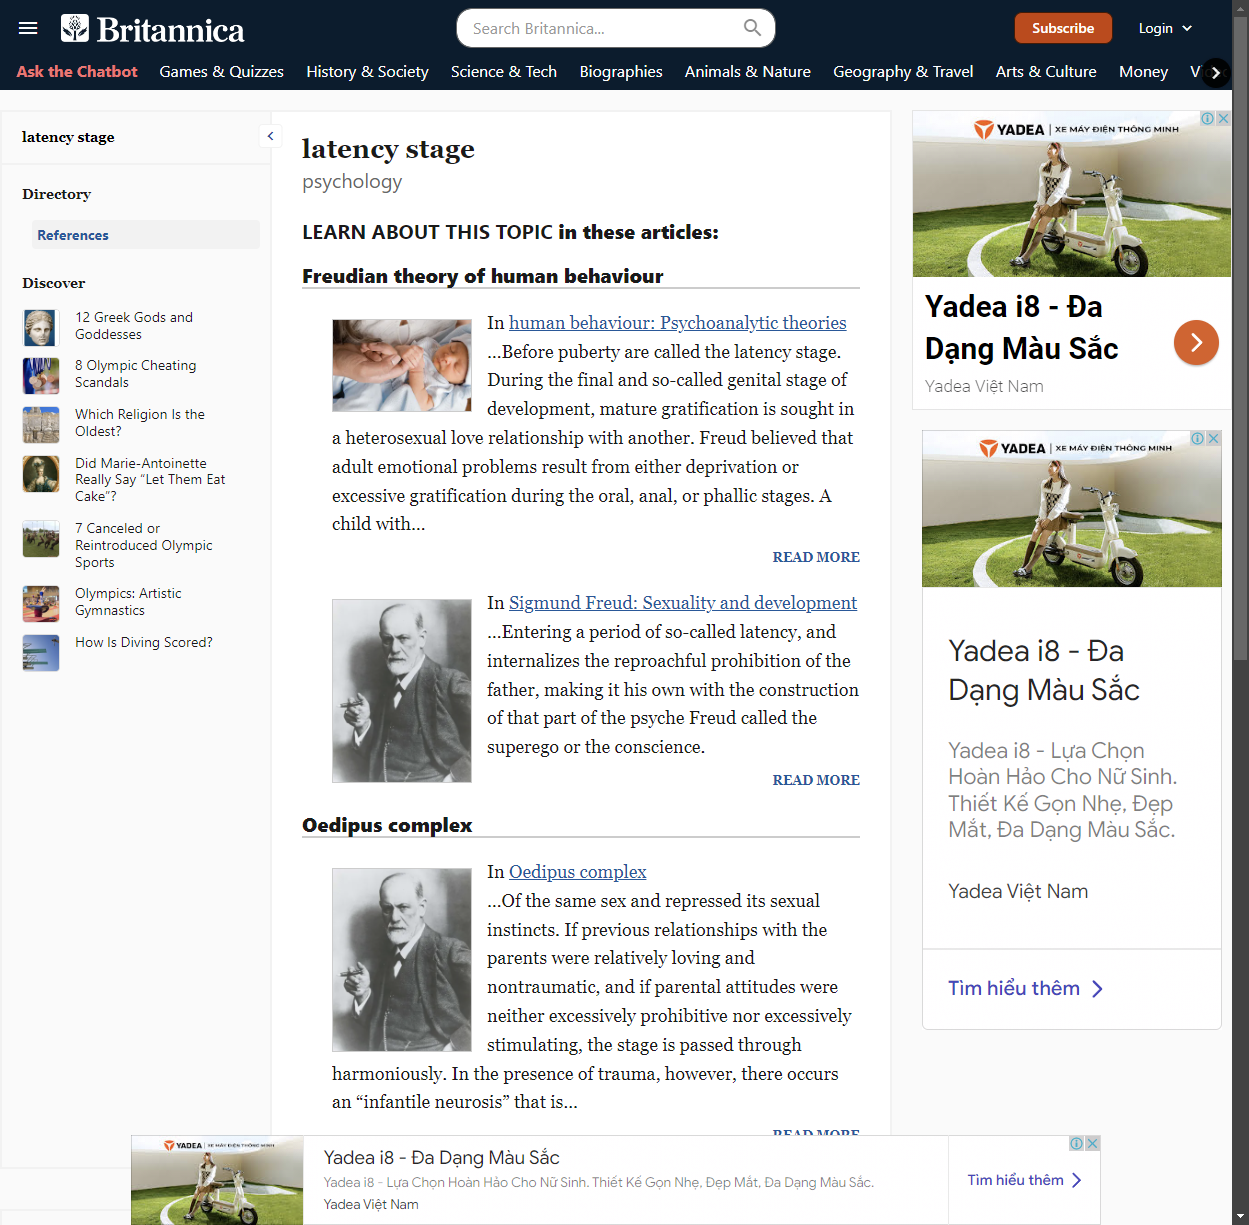 Britannica
Search Britannica...
Subscribe
Login
Ask the Chatbot
Games & Quizzes
History & Society
Science & Tech
Biographies
Animals & Nature
Geography & Travel
Arts & Culture
Money
latency stage
Directory
References
Discover
12 Greek Gods and
Goddesses
8 Olympic Cheating
Scandals
Which Religion Is the
Oldest?
Did Marie-Antoinette
Really Say “Let Them Eat
Cake”?
7 Canceled or
Reintroduced Olympic
Sports
Olympics: Artistic
Gymnastics
How Is Diving Scored?
latency stage
psychology
LEARN ABOUT THIS TOPIC in these articles:
Freudian theory of human behaviour
In human behaviour: Psychoanalytic theories
…Before puberty are called the latency stage.
During the final and so-called genital stage of
development, mature gratification is sought in
a heterosexual love relationship with another. Freud believed that
adult emotional problems result from either deprivation or
excessive gratification during the oral, anal, or phallic stages. A
child with…
READ MORE
In Sigmund Freud: Sexuality and development
…Entering a period of so-called latency, and
internalizes the reproachful prohibition of the
father, making it his own with the construction
of that part of the psyche Freud called the
superego or the conscience.
READ MORE
Oedipus complex
In Oedipus complex
…Of the same sex and repressed its sexual
instincts. If previous relationships with the
parents were relatively loving and
nontraumatic, and if parental attitudes were
neither excessively prohibitive nor excessively
stimulating, the stage is passed through
harmoniously. In the presence of trauma, however, there occurs
an “infantile neurosis” that is…
READ MORE
YADEA | XE MÁY ĐIỆN THÔNG MINH
Yadea i8 - Đa
Dạng Màu Sắc
Yadea Việt Nam
YADEA | XE MÁY ĐIỆN THÔNG MINH
Yadea i8 - Đa
Dạng Màu Sắc
Yadea i8 - Lựa Chọn
Hoàn Hảo Cho Nữ Sinh.
Thiết Kế Gọn Nhẹ, Đẹp
Mắt, Đa Dạng Màu Sắc.
Yadea Việt Nam
Tìm hiểu thêm
YADEA | XE MÁY ĐIỆN THÔNG MINH
Yadea i8 - Đa Dạng Màu Sắc
Yadea i8 - Lựa Chọn Hoàn Hảo Cho Nữ Sinh. Thiết Kế Gọn Nhẹ, Đẹp Mắt, Đa Dạng Màu Sắc.
Yadea Việt Nam
Tìm hiểu thêm